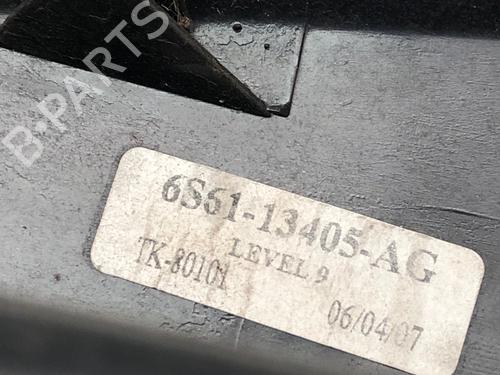 B-PARTS
6S61-13405-AG
LEVEL 9
TK-80101
06/04/07